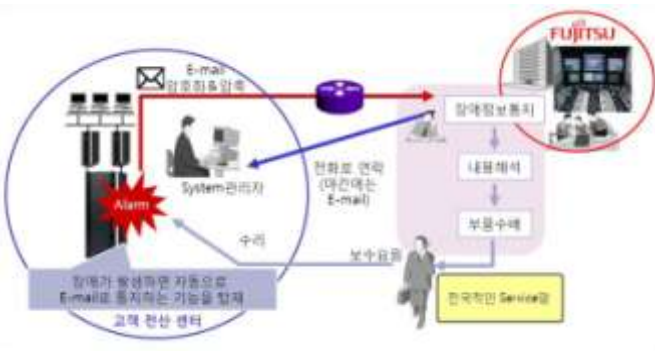 FUJITSU
E-mail
암호화&압축
장애정보통지
내용해석
부품수배
System관리자
전화로 연락
(야간에는
E-mail)
Alarm
수리
보수요원
장애가 발생하면 자동으로
E-mail로 통지하는 기능을 탑재
고객 전산 센터
전국적인 Service망